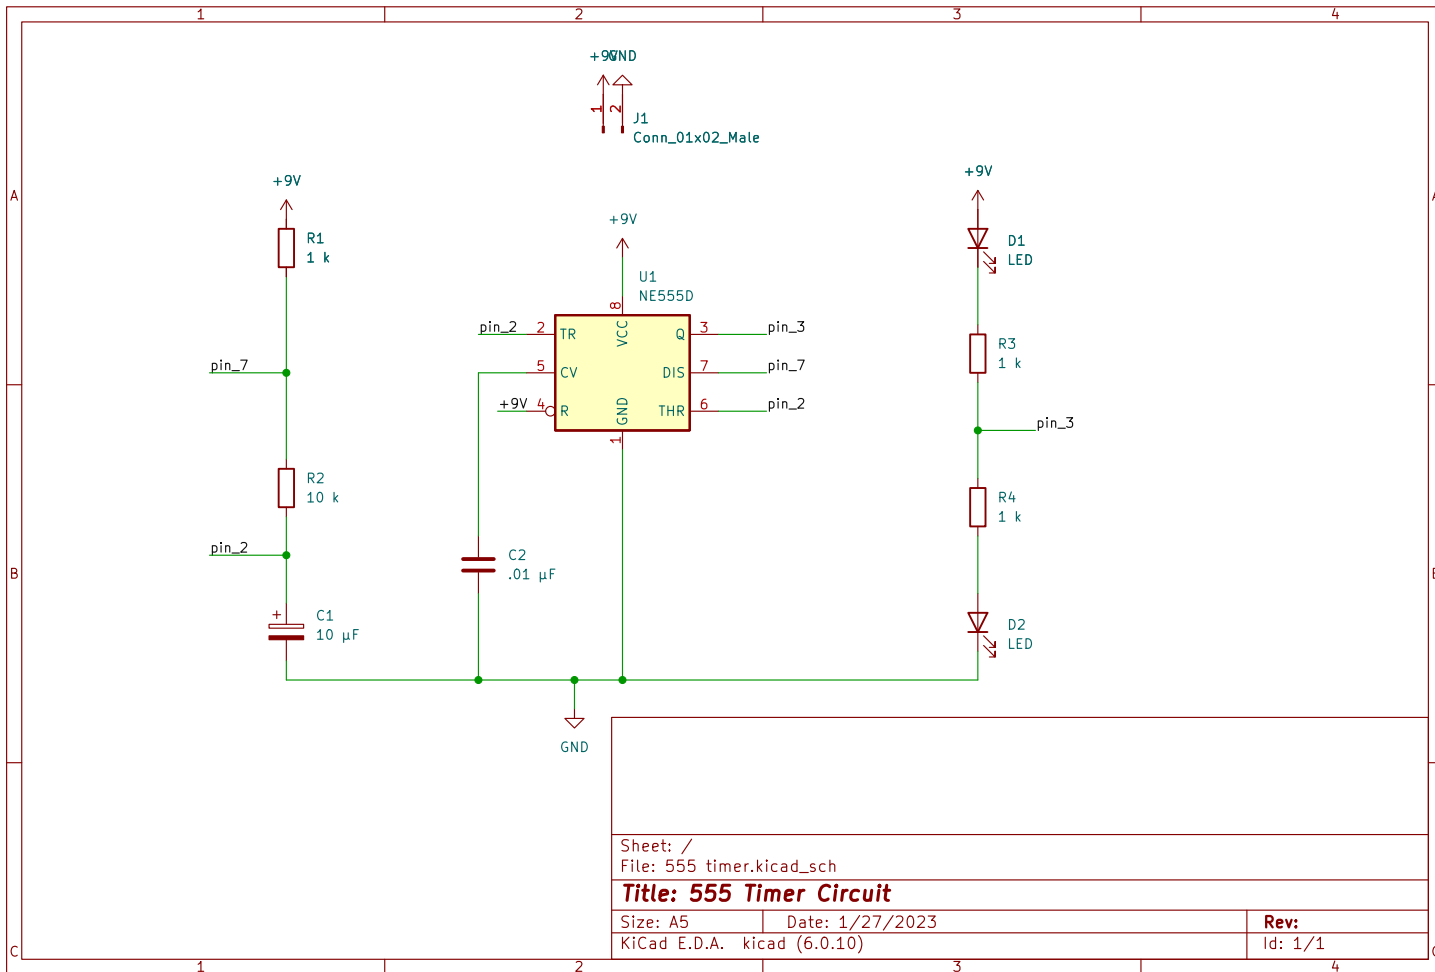 1 2 3 4
+9V GND
1 2
J1
Conn_01x02_Male
+9V
+9V
A
R1
1 k
+9V
D1
LED
U1
NE555D
8
pin_2 2 TR VCC Q 3 pin_3
R3
1 k
pin_7
5 CV DIS 7 pin_7
+9V 4 R GND THR 6 pin_2
1
pin_3
R2
10 k
R4
1 k
pin_2
C2
.01 µF
B
+ C1
10 µF
D2
LED
GND
Sheet: /
File: 555 timer.kicad_sch
Title: 555 Timer Circuit
Size: A5 Date: 1/27/2023 Rev:
KiCad E.D.A. kicad (6.0.10) Id: 1/1
C
1 2 3 4